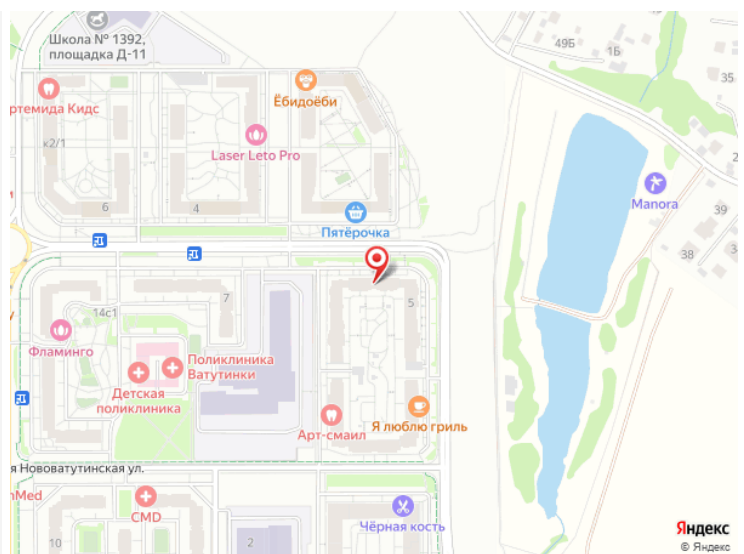 Школа № 1392,
площадка Д-11
49Б
1Б
35
ртемида Кидс
Ёбидоёби
к2/1
Laser Leto Pro
Manora
6
4
39
Пятёрочка
38
7
5
14с1
Фламинго
Поликлиника
Ватутинки
Детская
поликлиника
Арт-смаил
Я люблю гриль
я Нововатутинская ул.
nMed
CMD
Чёрная кость
10
2
Яндекс
© Яндекс